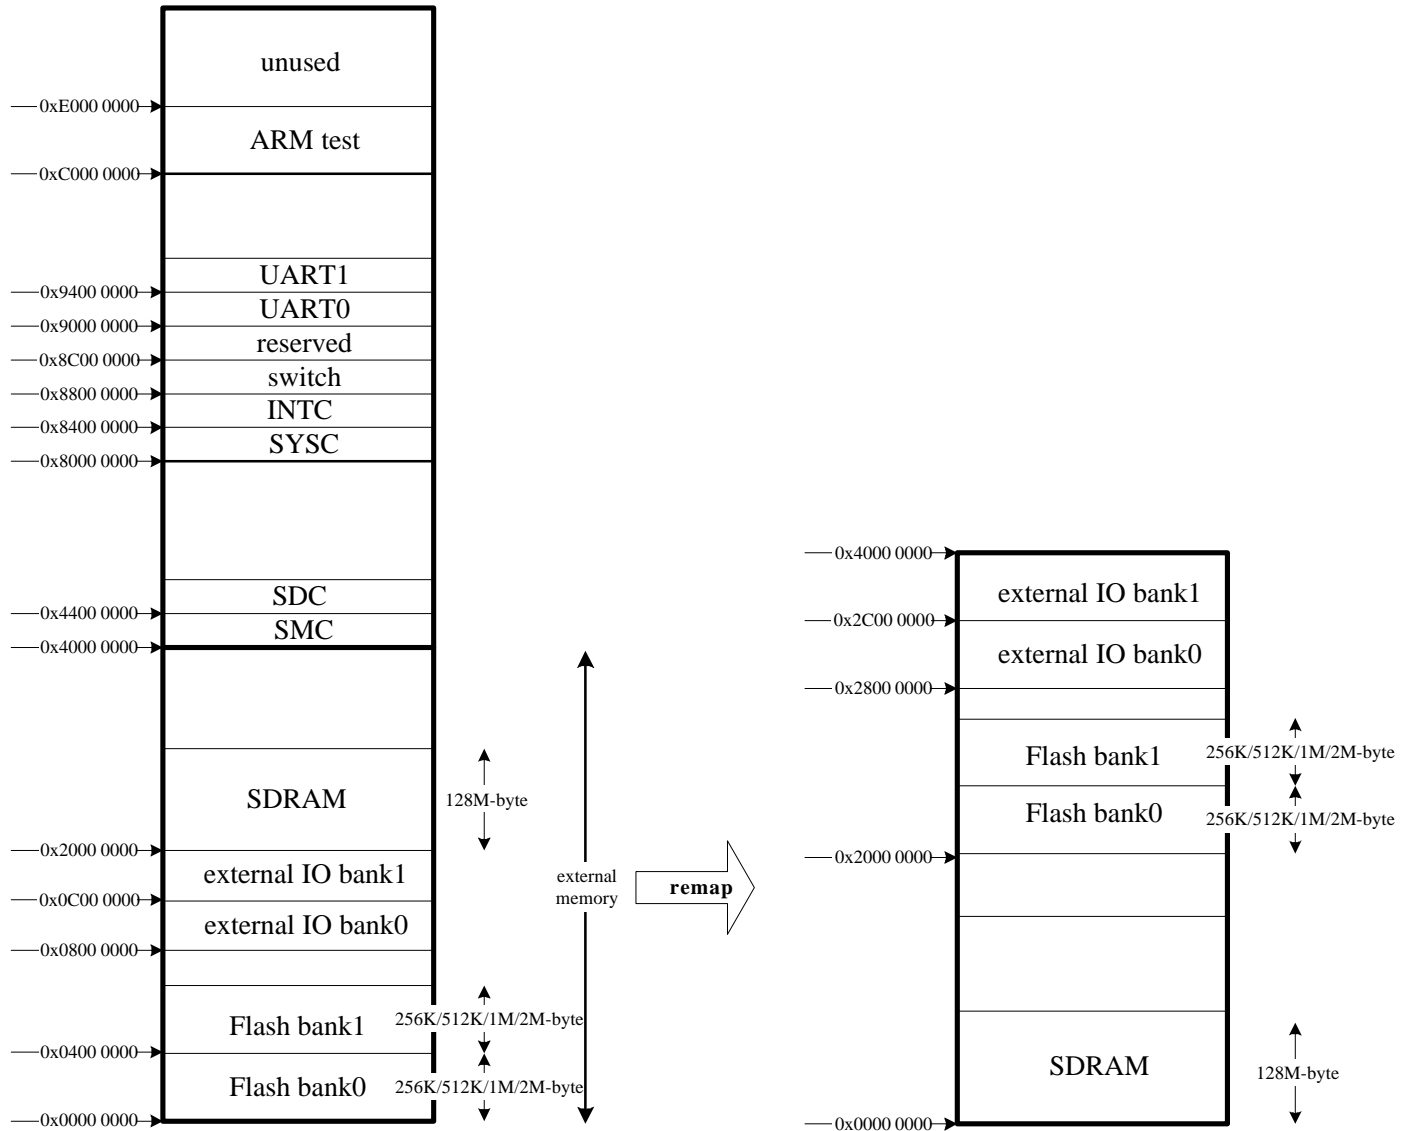 unused
0xE000 0000
ARM test
0xC000 0000
UART1
0x9400 0000
UART0
0x9000 0000
reserved
0x8C00 0000
switch
0x8800 0000
INTC
0x8400 0000
SYSC
0x8000 0000
SDC
0x4400 0000
SMC
0x4000 0000
SDRAM
128M-byte
0x2000 0000
external IO bank1
0x0C00 0000
external IO bank0
0x0800 0000
Flash bank1
256K/512K/1M/2M-byte
0x0400 0000
Flash bank0
256K/512K/1M/2M-byte
0x0000 0000
external
memory
remap
0x4000 0000
external IO bank1
0x2C00 0000
external IO bank0
0x2800 0000
Flash bank1
256K/512K/1M/2M-byte
Flash bank0
256K/512K/1M/2M-byte
0x2000 0000
SDRAM
128M-byte
0x0000 0000